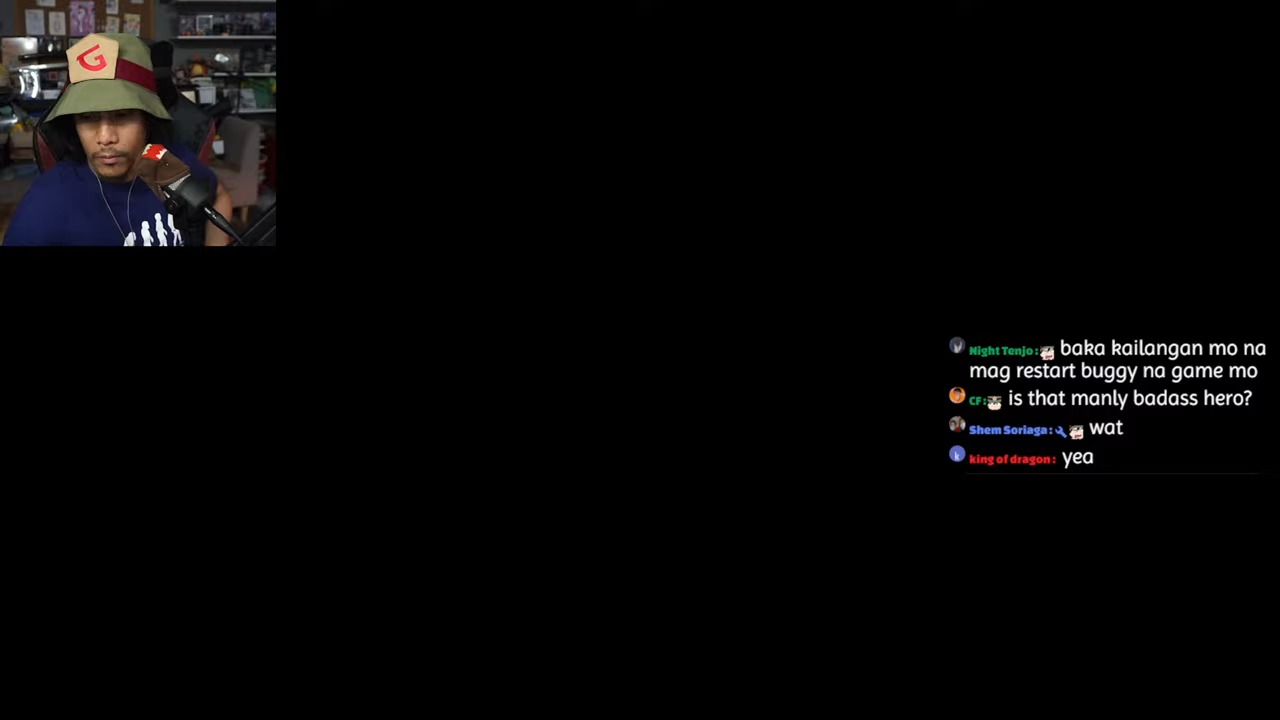 G
Night Tenjo : baka kailangan mo na
mag restart buggy na game mo
CF : is that manly badass hero?
Shem Soriaga : wat
k king of dragon : yea